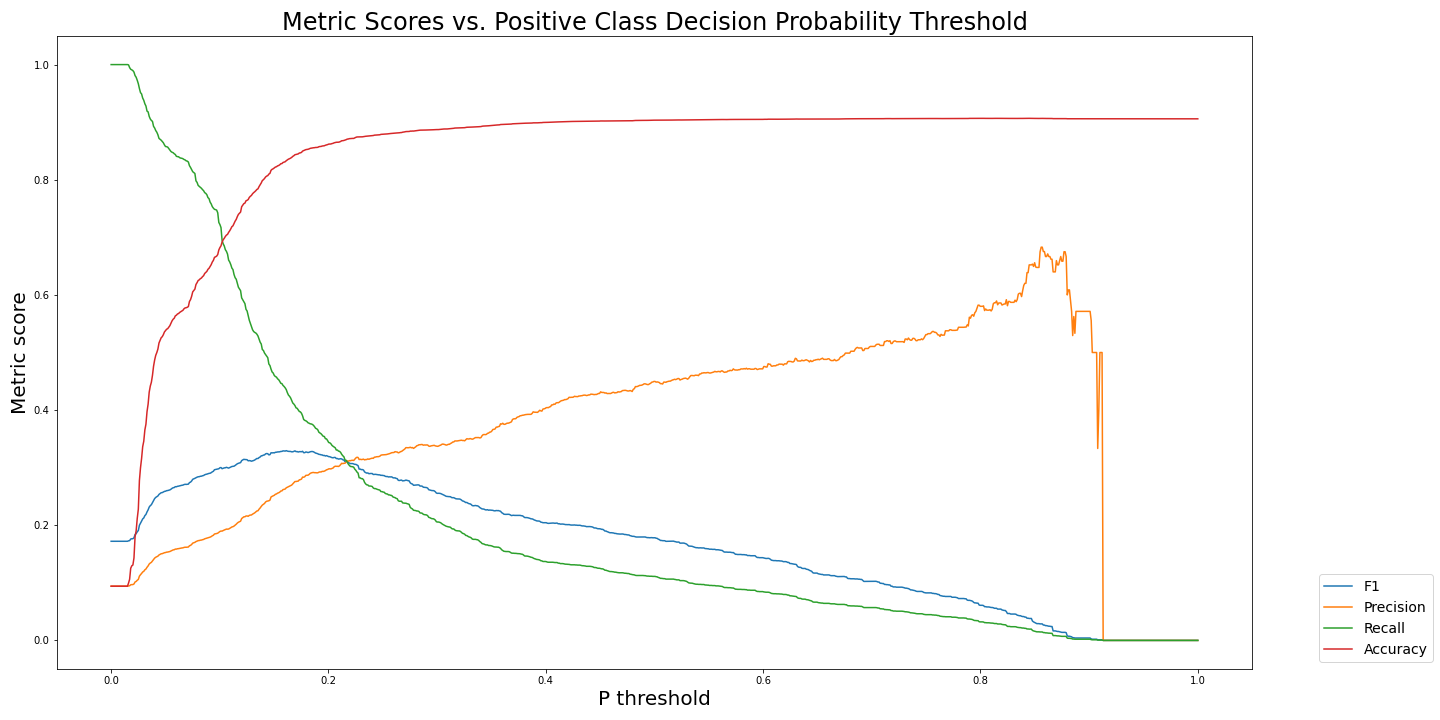 Metric Scores vs. Positive Class Decision Probability Threshold
Metric score
1.0
0.8
0.6
0.4
0.2
0.0
0.0 0.2 0.4 0.6 0.8 1.0
P threshold
F1
Precision
Recall
Accuracy